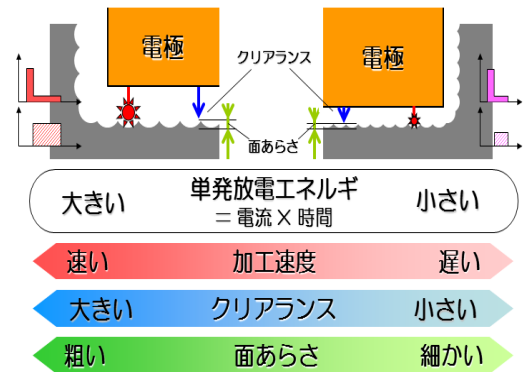 電極
電極
クリアランス
面あらさ
大きい 単発放電エネルギ 小さい
= 電流 × 時間
速い 加工速度 遅い
大きい クリアランス 小さい
粗い 面あらさ 細かい